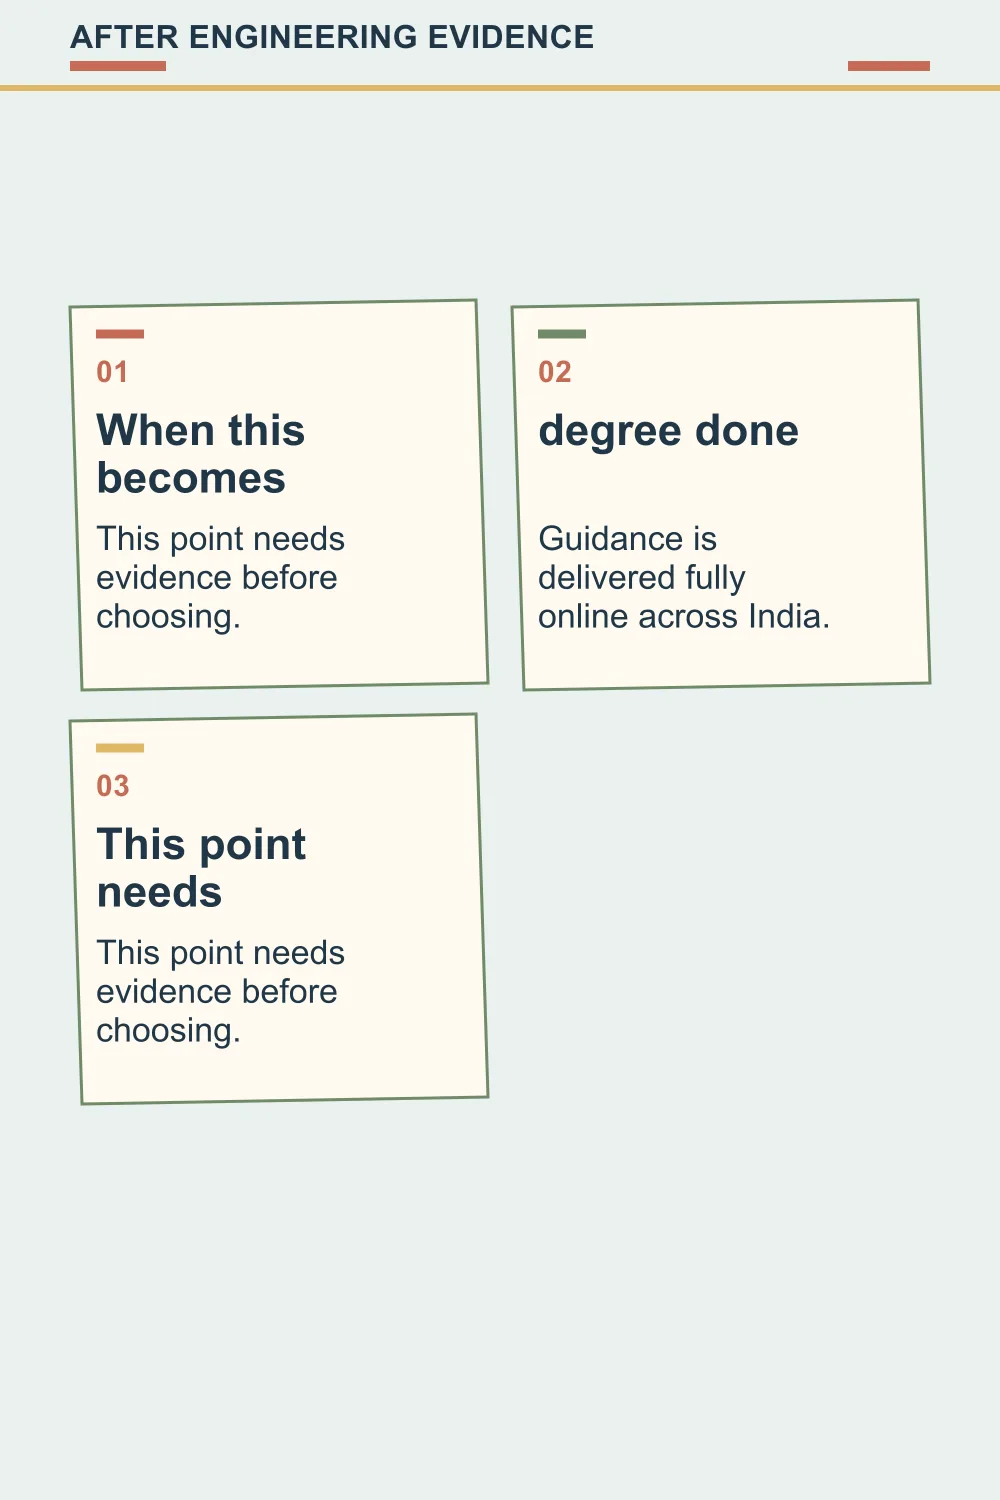 AFTER ENGINEERING EVIDENCE
01
When this
becomes
This point needs
evidence before
choosing.
02
degree done
Guidance is
delivered fully
online across India.
03
This point
needs
This point needs
evidence before
choosing.